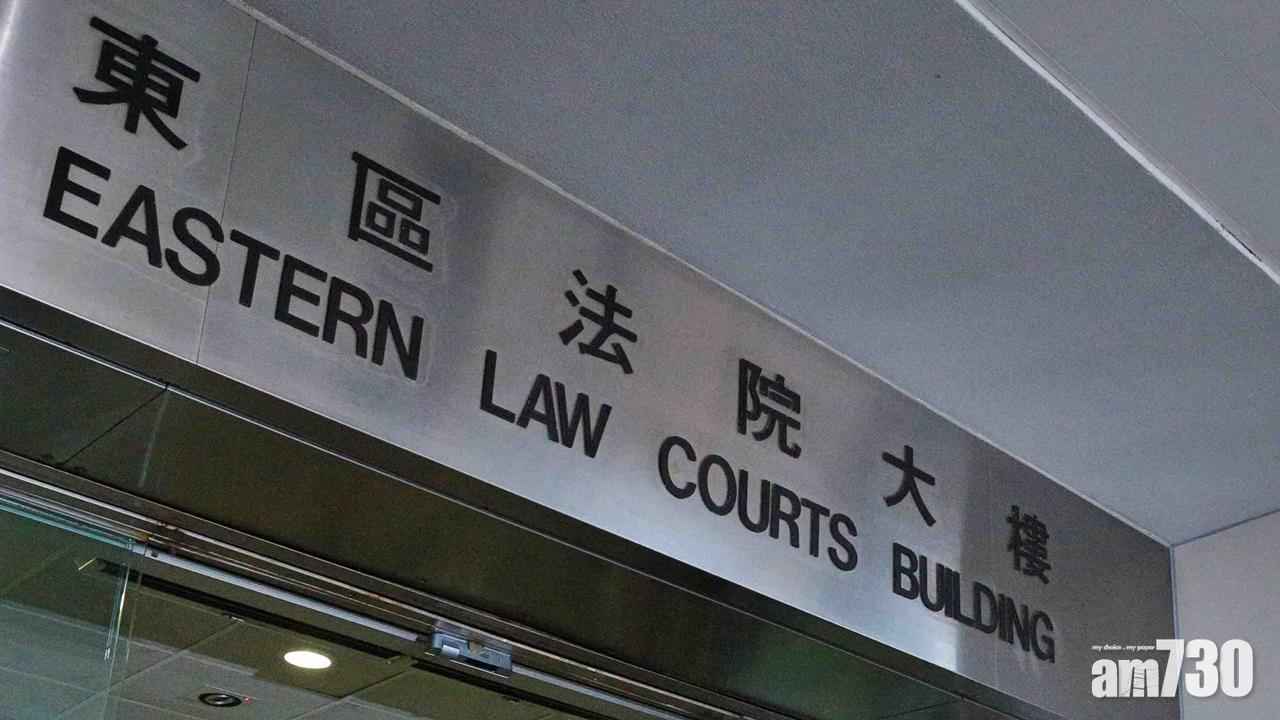 東區法院大樓
EASTERN LAW COURTS BUILDING
my choice . my paper
am730